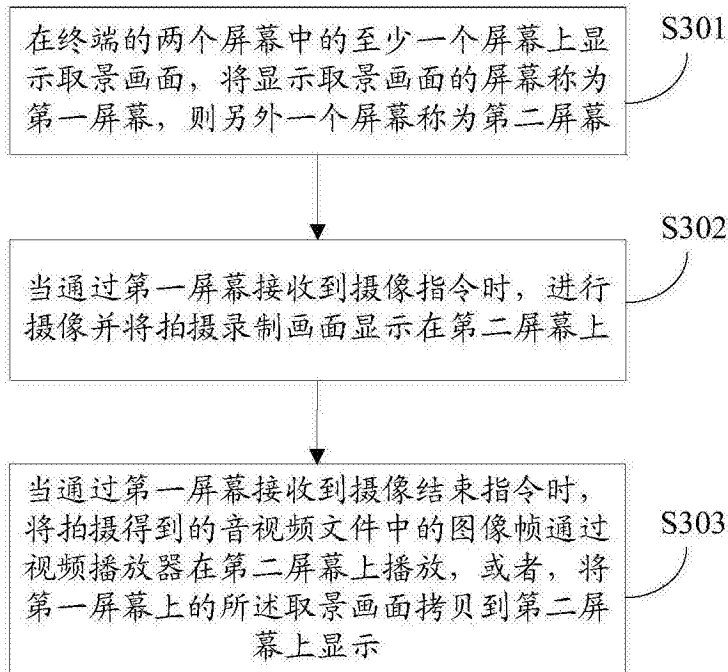 在终端的两个屏幕中的至少一个屏幕上显
示取景画面，将显示取景画面的屏幕称为
第一屏幕，则另外一个屏幕称为第二屏幕
S301
当通过第一屏幕接收到摄像指令时，进行
摄像并将拍摄录制画面显示在第二屏幕上
S302
当通过第一屏幕接收到摄像结束指令时，
将拍摄得到的音视频文件中的图像帧通过
视频播放器在第二屏幕上播放，或者，将
第一屏幕上的所述取景画面拷贝到第二屏
幕上显示
S303